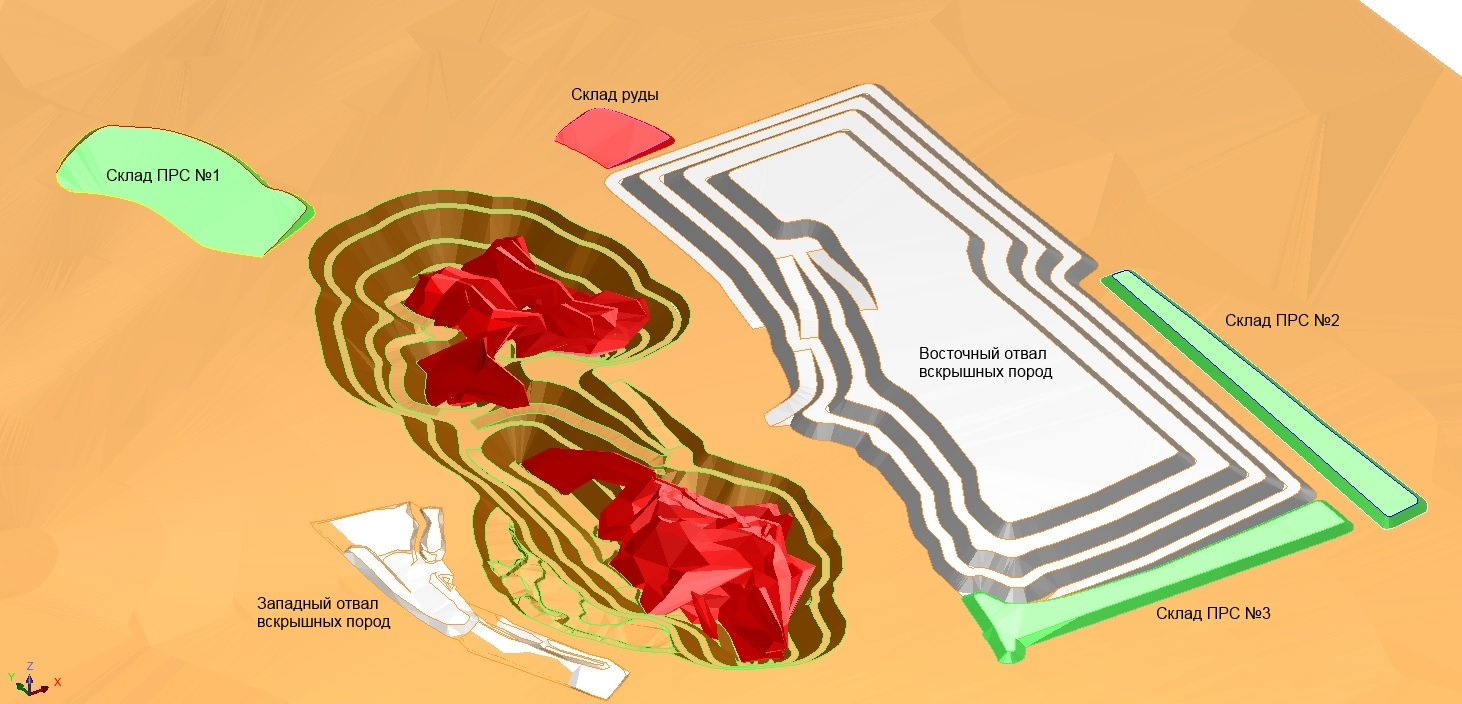 Склад руды
Склад ПРС №1
Склад ПРС №2
Восточный отвал
вскрышных пород
Западный отвал
вскрышных пород
Склад ПРС №3
Z
Y
X